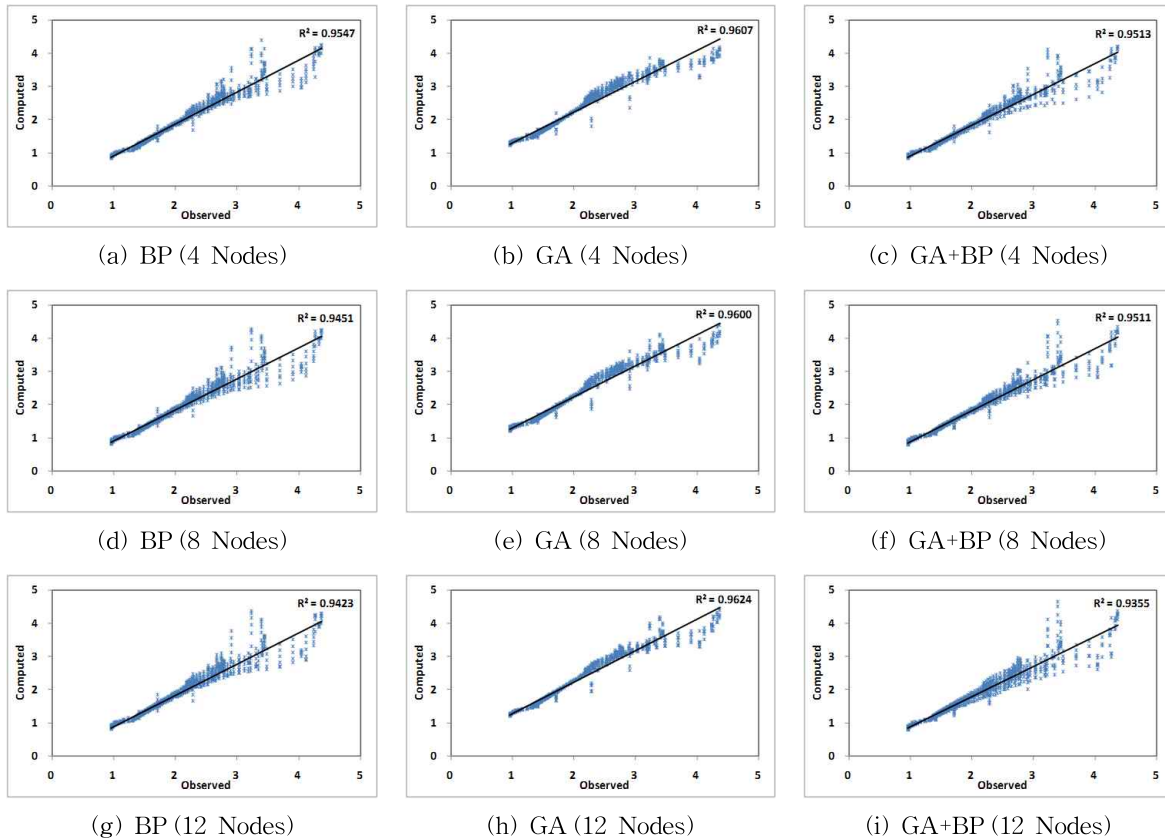 5
4
3
2
1
0
0 1 2 3 4 5
Computed
Observed
R² = 0.9547
(a) BP (4 Nodes)
5
4
3
2
1
0
0 1 2 3 4 5
Computed
Observed
R² = 0.9607
(b) GA (4 Nodes)
5
4
3
2
1
0
0 1 2 3 4 5
Computed
Observed
R² = 0.9513
(c) GA+BP (4 Nodes)
5
4
3
2
1
0
0 1 2 3 4 5
Computed
Observed
R² = 0.9451
(d) BP (8 Nodes)
5
4
3
2
1
0
0 1 2 3 4 5
Computed
Observed
R² = 0.9600
(e) GA (8 Nodes)
5
4
3
2
1
0
0 1 2 3 4 5
Computed
Observed
R² = 0.9511
(f) GA+BP (8 Nodes)
5
4
3
2
1
0
0 1 2 3 4 5
Computed
Observed
R² = 0.9423
(g) BP (12 Nodes)
5
4
3
2
1
0
0 1 2 3 4 5
Computed
Observed
R² = 0.9624
(h) GA (12 Nodes)
5
4
3
2
1
0
0 1 2 3 4 5
Computed
Observed
R² = 0.9355
(i) GA+BP (12 Nodes)